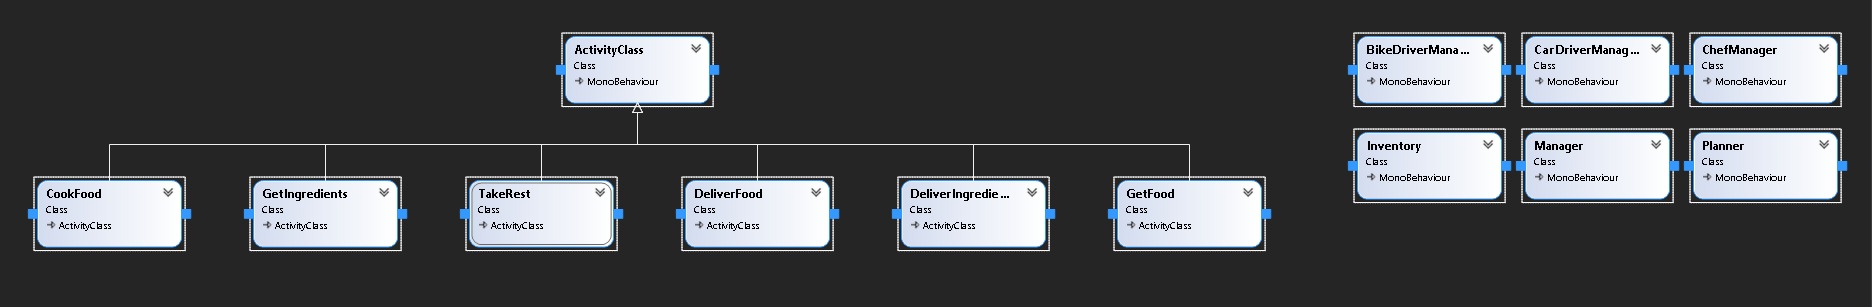 ActivityClass
Class
MonoBehaviour
BikeDriverMana...
Class
MonoBehaviour
CarDriverManag...
Class
MonoBehaviour
ChefManager
Class
MonoBehaviour
Inventory
Class
MonoBehaviour
Manager
Class
MonoBehaviour
Planner
Class
MonoBehaviour
CookFood
Class
ActivityClass
GetIngredients
Class
ActivityClass
TakeRest
Class
ActivityClass
DeliverFood
Class
ActivityClass
DeliverIngredie...
Class
ActivityClass
GetFood
Class
ActivityClass